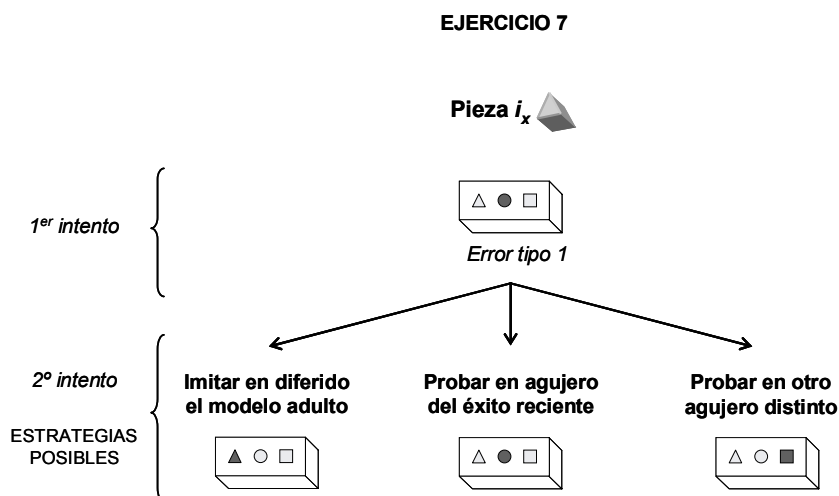 EJERCICIO 7
Pieza ix
1er intento
Error tipo 1
2º intento
ESTRATEGIAS
POSIBLES
Imitar en diferido
el modelo adulto
Probar en agujero
del éxito reciente
Probar en otro
agujero distinto